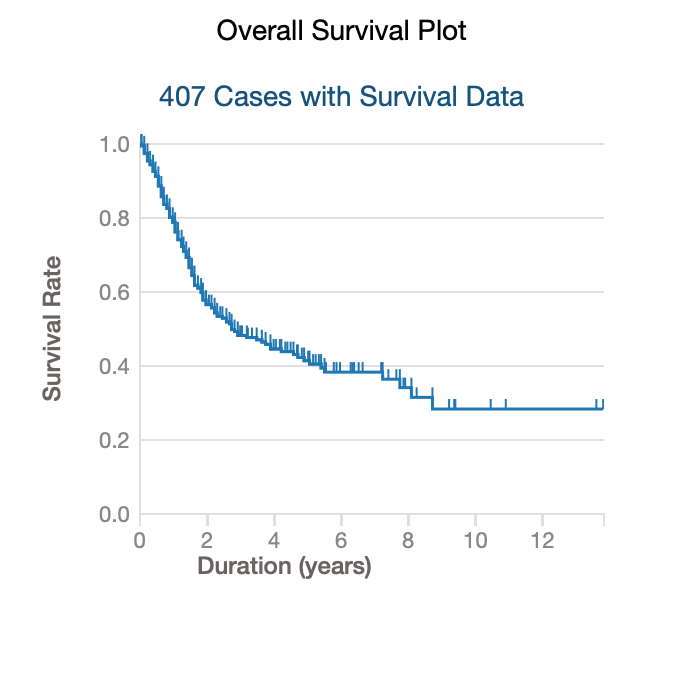 Overall Survival Plot
407 Cases with Survival Data
1.0
0.8
0.6
0.4
0.2
0.0
Survival Rate
0 2 4 6 8 10 12
Duration (years)